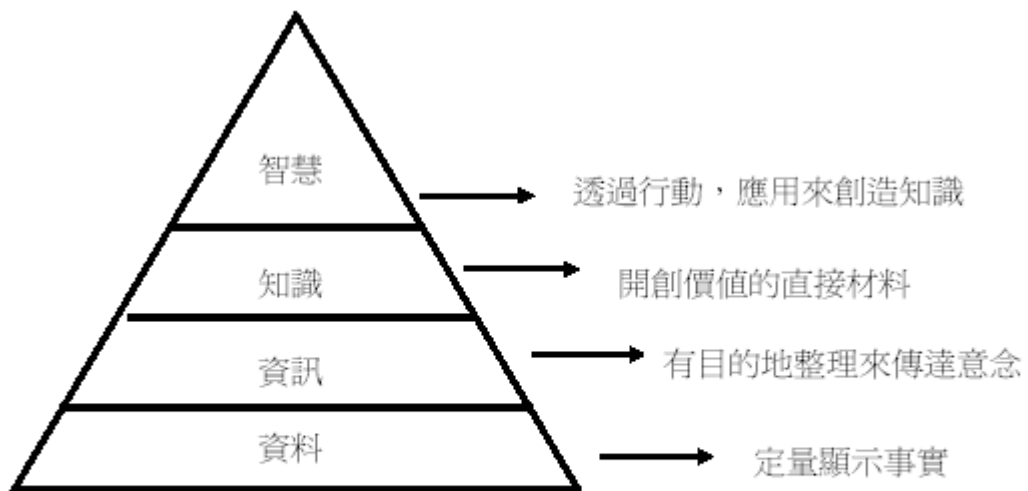 智慧
透過行動，應用來創造知識
知識
開創價值的直接材料
資訊
有目的地整理來傳達意念
資料
定量顯示事實